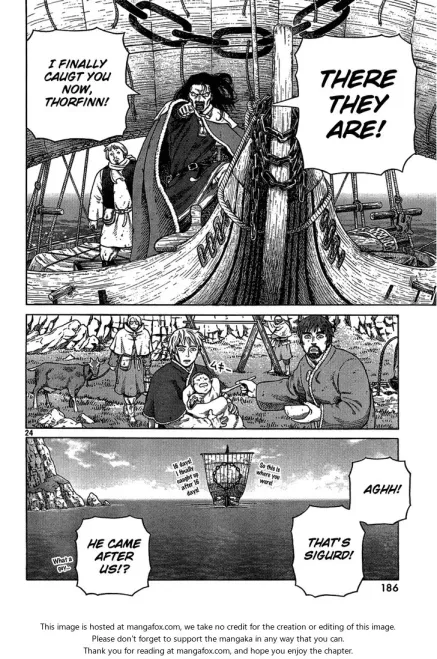 THERE
THEY
ARE!
I FINALLY
CAUGT YOU
NOW,
THORFINN!
ムキー
24
So this is
where you
were!
16 days!
I finally
caught up
after 16
days!
AGHH!
THAT'S
SIGURD!
HE CAME
AFTER
US!?
What a
guy...
186
This image is hosted at mangafox.com, we take no credit for the creation or editing of this image.
Please don't forget to support the mangaka in any way that you can.
Thank you for reading at mangafox.com, and hope you enjoy the chapter.